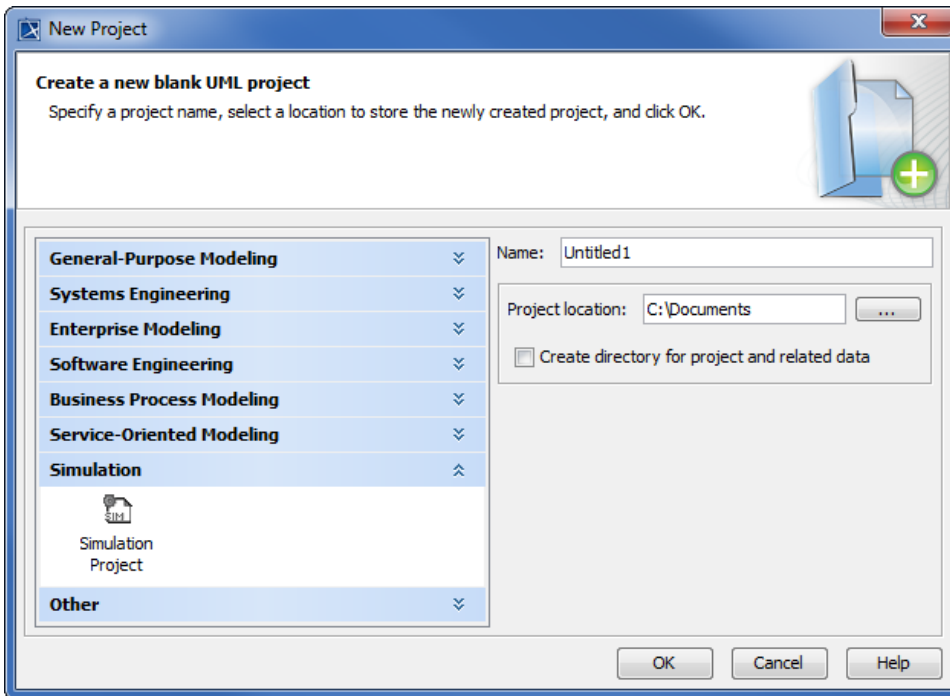 New Project
Create a new blank UML project
Specify a project name, select a location to store the newly created project, and click OK.
General-Purpose Modeling
Systems Engineering
Enterprise Modeling
Software Engineering
Business Process Modeling
Service-Oriented Modeling
Simulation
SIM
Simulation
Project
Other
Name: Untitled1
Project location: C:\Documents ...
Create directory for project and related data
OK Cancel Help